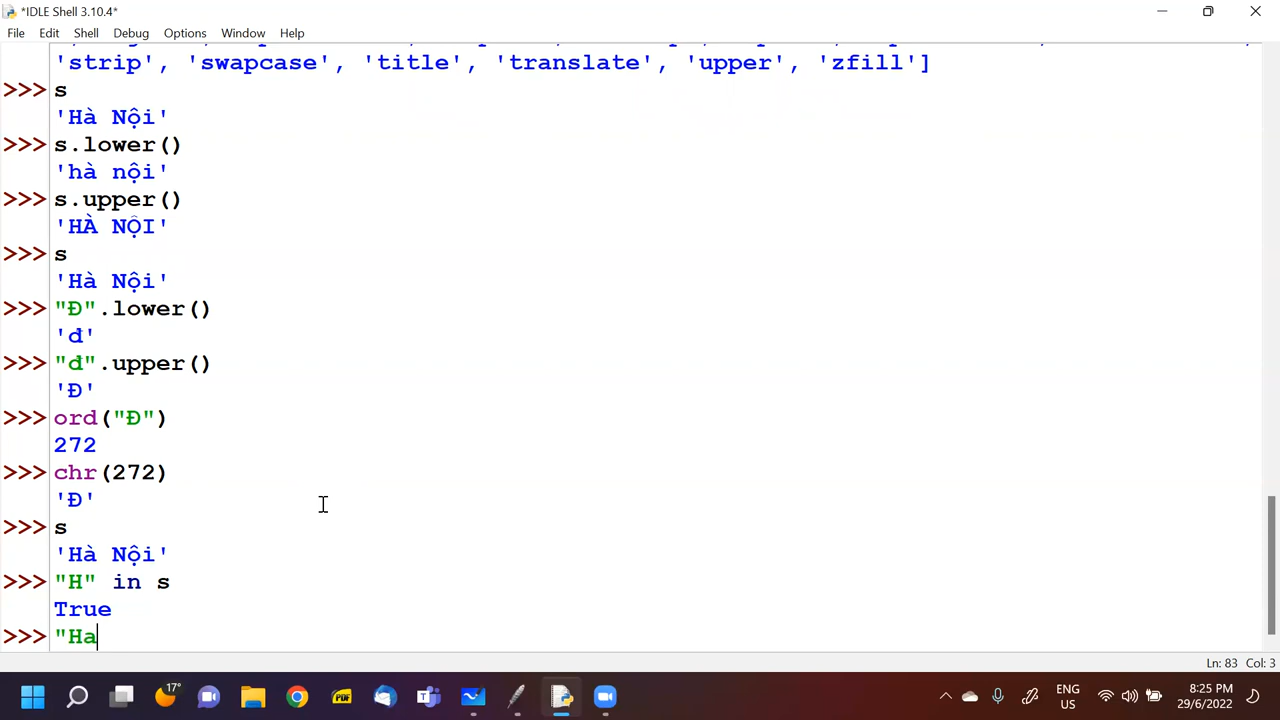 *IDLE Shell 3.10.4*
File Edit Shell Debug Options Window Help
'strip', 'swapcase', 'title', 'translate', 'upper', 'zfill']
>>> s
'Hà Nội'
>>> s.lower()
'hà nội'
>>> s.upper()
'HÀ NỘI'
>>> s
'Hà Nội'
>>> "Đ".lower()
'đ'
>>> "đ".upper()
'Đ'
>>> ord("Đ")
272
>>> chr(272)
'Đ'
>>> s
'Hà Nội'
>>> "H" in s
True
>>> "Ha
Ln: 83 Col: 3
17°
PDF
ENG
US
8:25 PM
29/6/2022